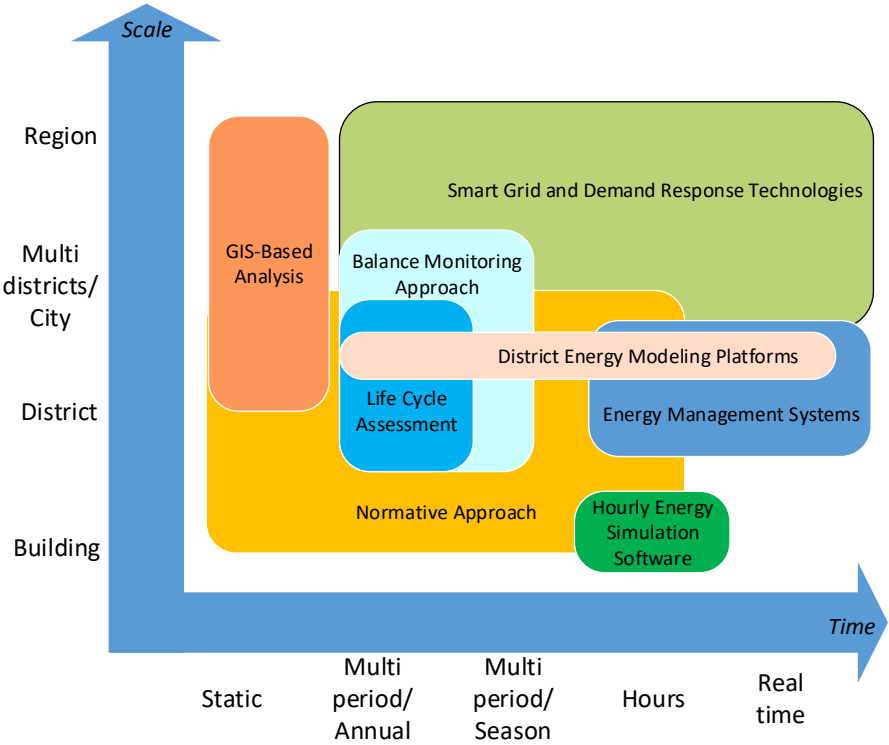 Scale
Region
Multi
districts/
City
District
Building
Smart Grid and Demand Response Technologies
GIS-Based
Analysis
Balance Monitoring
Approach
District Energy Modeling Platforms
Life Cycle
Assessment
Energy Management Systems
Normative Approach
Hourly Energy
Simulation
Software
Time
Static
Multi
period/
Annual
Multi
period/
Season
Hours
Real
time